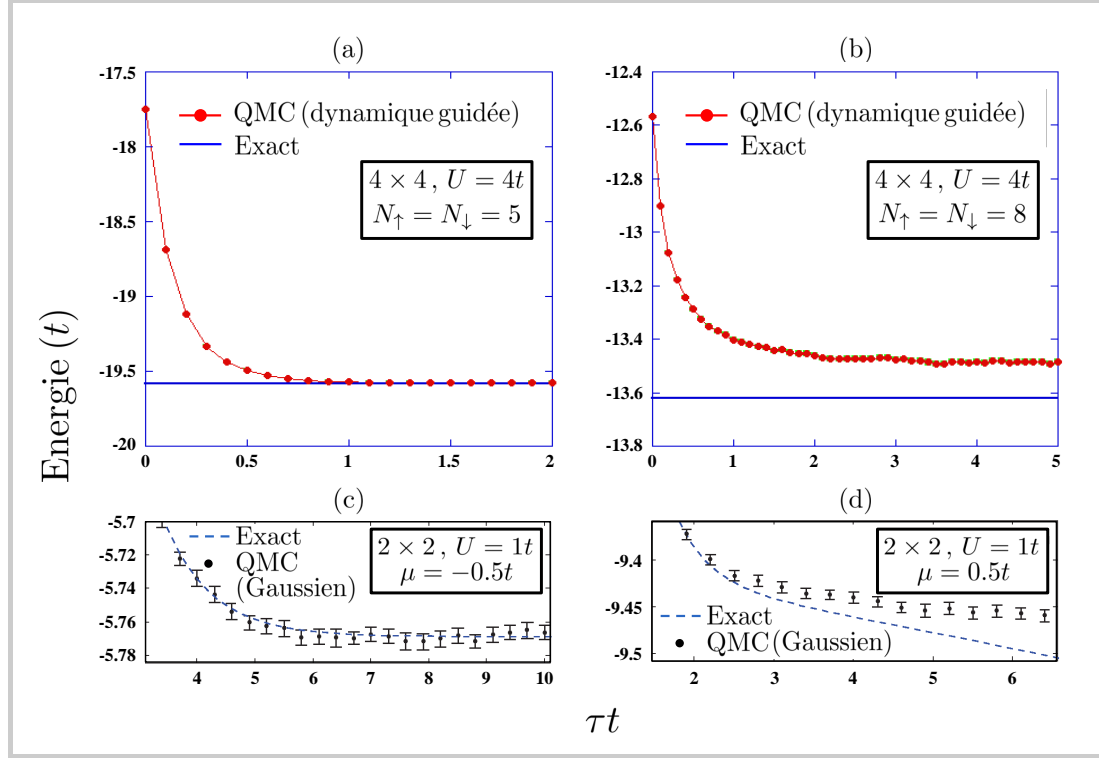 (a)
-17.5
-18
-18.5
-19
-19.5
-20
0 0.5 1 1.5 2
QMC (dynamique guidée)
Exact
4 × 4 , U = 4t
N↑ = N↓ = 5
(b)
-12.4
-12.6
-12.8
-13
-13.2
-13.4
-13.6
-13.8
0 1 2 3 4 5
QMC (dynamique guidée)
Exact
4 × 4 , U = 4t
N↑ = N↓ = 8
Energie (t)
(c)
-5.7
-5.72
-5.74
-5.76
-5.78
4 5 6 7 8 9 10
Exact
QMC
(Gaussien)
2 × 2 , U = 1t
μ = −0.5t
(d)
-9.4
-9.45
-9.5
2 3 4 5 6
2 × 2 , U = 1t
μ = 0.5t
Exact
QMC (Gaussien)
τt